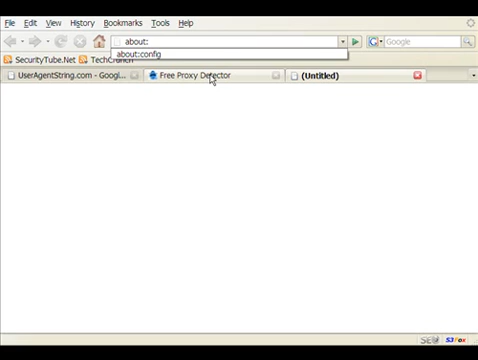 File Edit View History Bookmarks Tools Help
about: Google
about:config
SecurityTube.Net TechCrunch
UserAgentString.com - Googl... Free Proxy Detector (Untitled)
S3Fox